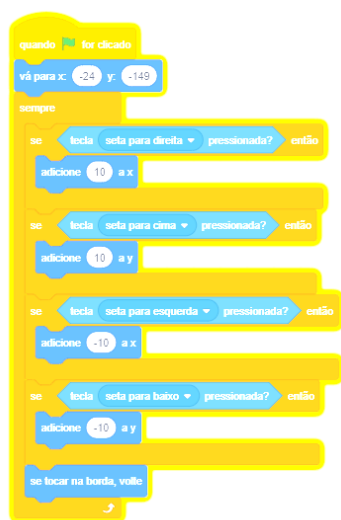 quando for clicado
vá para x: -24 y: -149
sempre
se tecla seta para direita pressionada? então
adicione 10 a x
se tecla seta para cima pressionada? então
adicione 10 a y
se tecla seta para esquerda pressionada? então
adicione -10 a x
se tecla seta para baixo pressionada? então
adicione -10 a y
se tocar na borda, volte